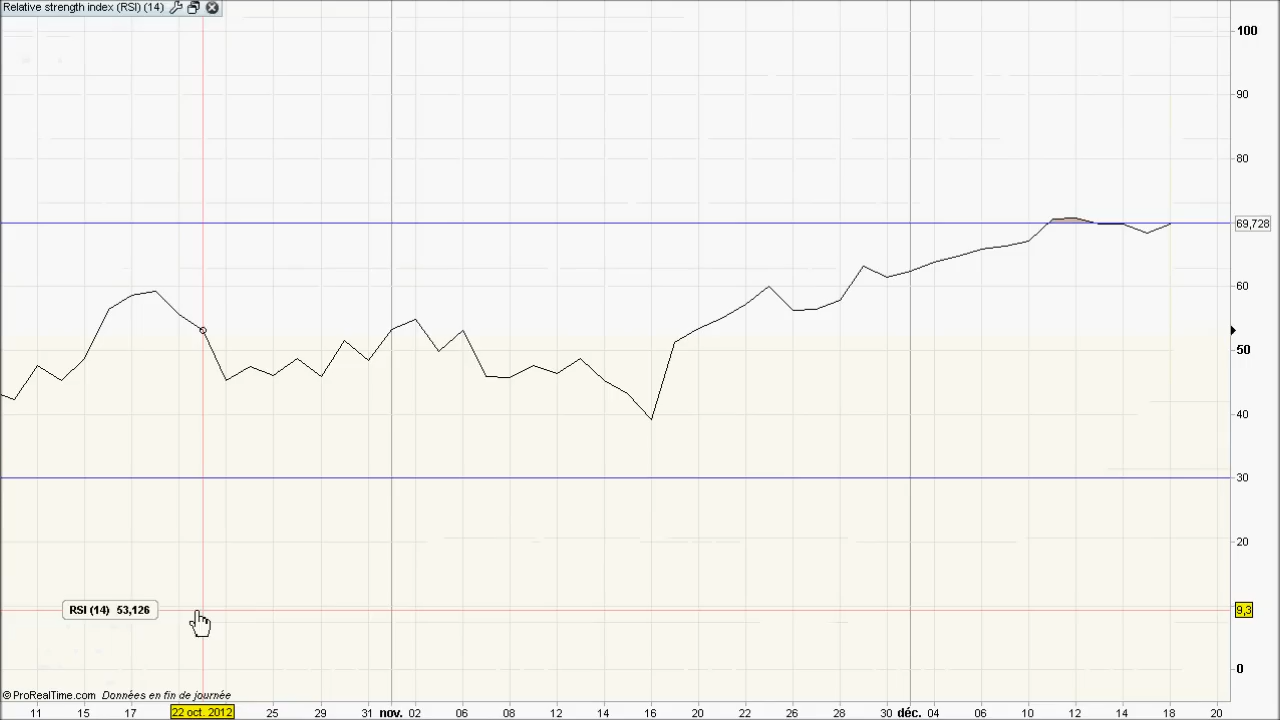 Relative strength index (RSI) (14)
100
90
80
69,728
60
50
40
30
20
9,3
0
RSI (14) 53,126
© ProRealTime.com Données en fin de journée
11 15 17 22 oct. 2012 25 29 31 nov. 02 06 08 12 14 16 20 22 26 28 30 déc. 04 06 10 12 14 18 20